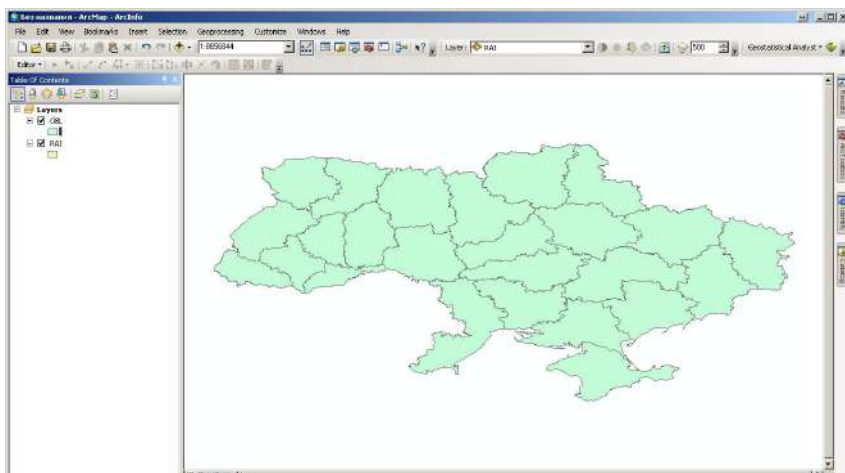 Без названия - ArcMap - ArcInfo
File Edit View Bookmarks Insert Selection Geoprocessing Customize Windows Help
1:8696844
Layer: RAI
500
Geostatistical Analyst
Editor
Table Of Contents
Layers
OBL
RAI